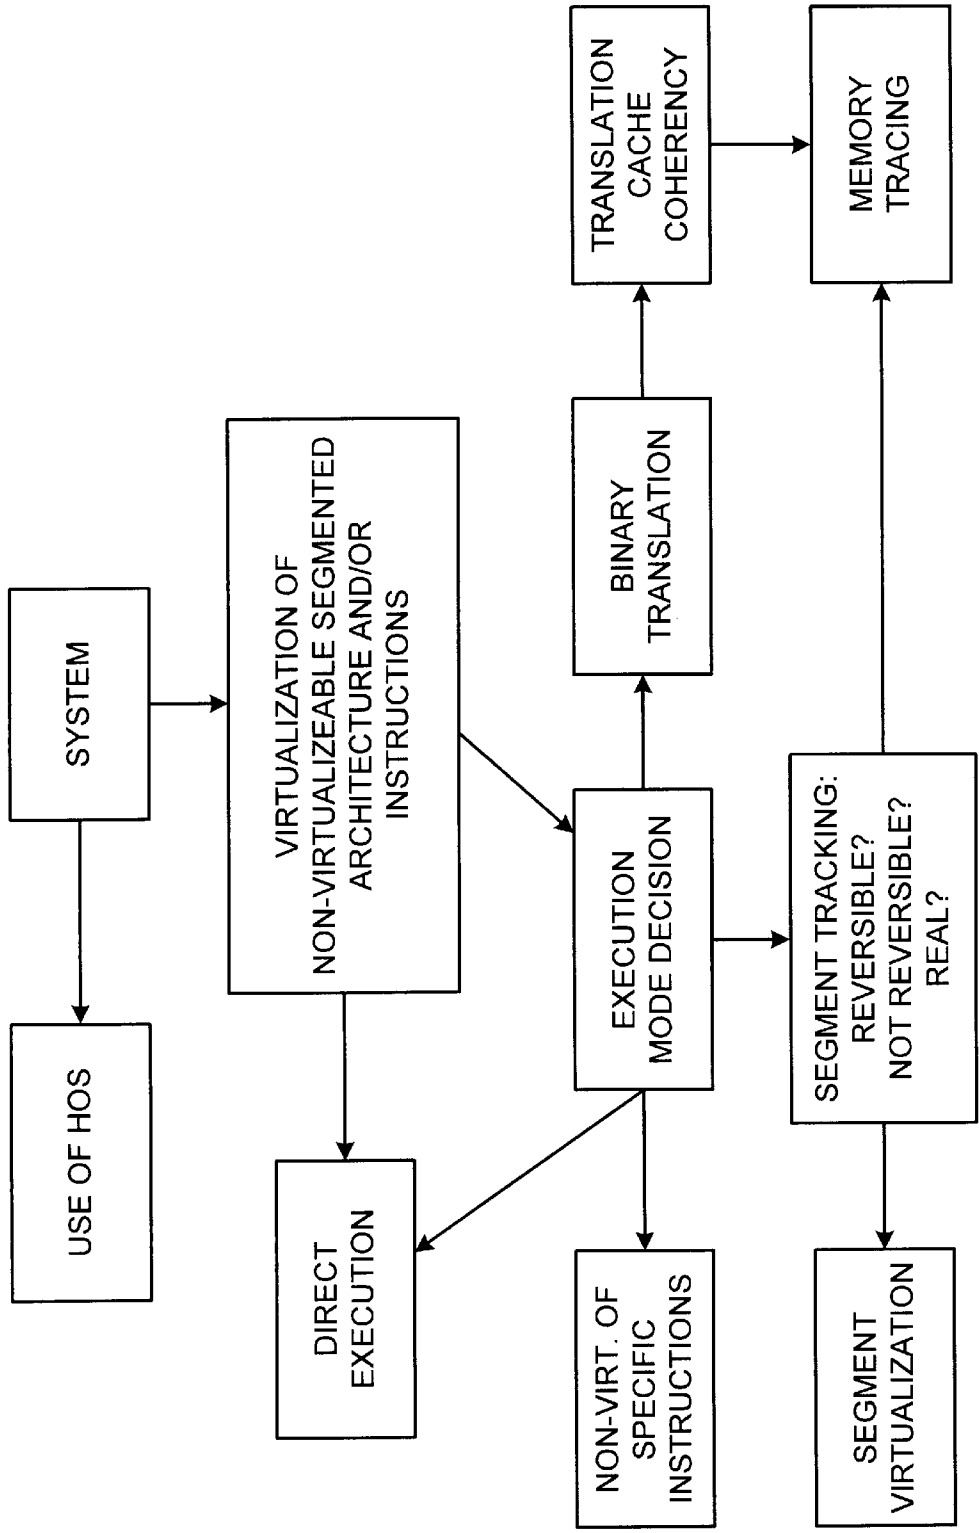 SYSTEM
USE OF HOS
VIRTUALIZATION OF
NON-VIRTUALIZEABLE SEGMENTED
ARCHITECTURE AND/OR
INSTRUCTIONS
DIRECT
EXECUTION
NON-VIRT. OF
SPECIFIC
INSTRUCTIONS
EXECUTION
MODE DECISION
BINARY
TRANSLATION
TRANSLATION
CACHE
COHERENCY
SEGMENT
VIRTUALIZATION
SEGMENT TRACKING:
REVERSIBLE?
NOT REVERSIBLE?
REAL?
MEMORY
TRACING